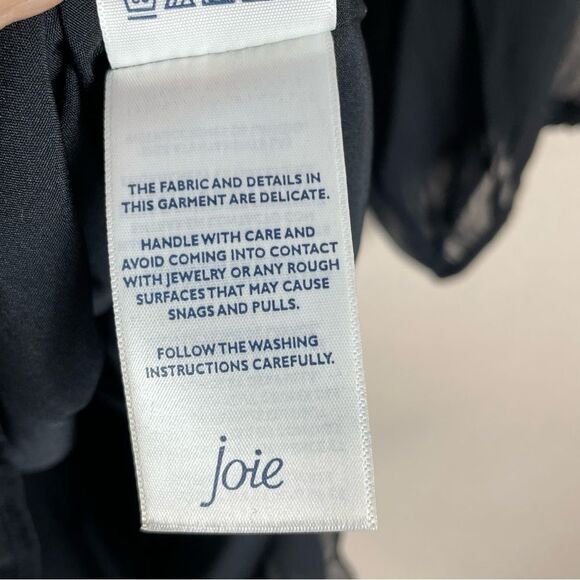 THE FABRIC AND DETAILS IN
THIS GARMENT ARE DELICATE.
HANDLE WITH CARE AND
AVOID COMING INTO CONTACT
WITH JEWELRY OR ANY ROUGH
SURFACES THAT MAY CAUSE
SNAGS AND PULLS.
FOLLOW THE WASHING
INSTRUCTIONS CAREFULLY.
joie